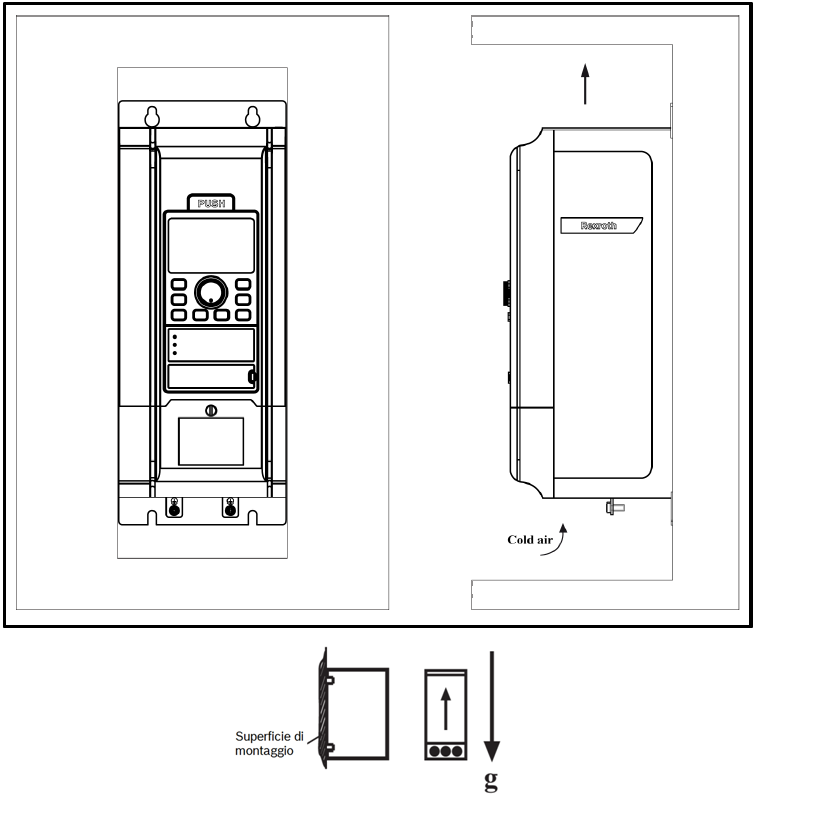 PUSH
Rexroth
Cold air
Superficie di
montaggio
g